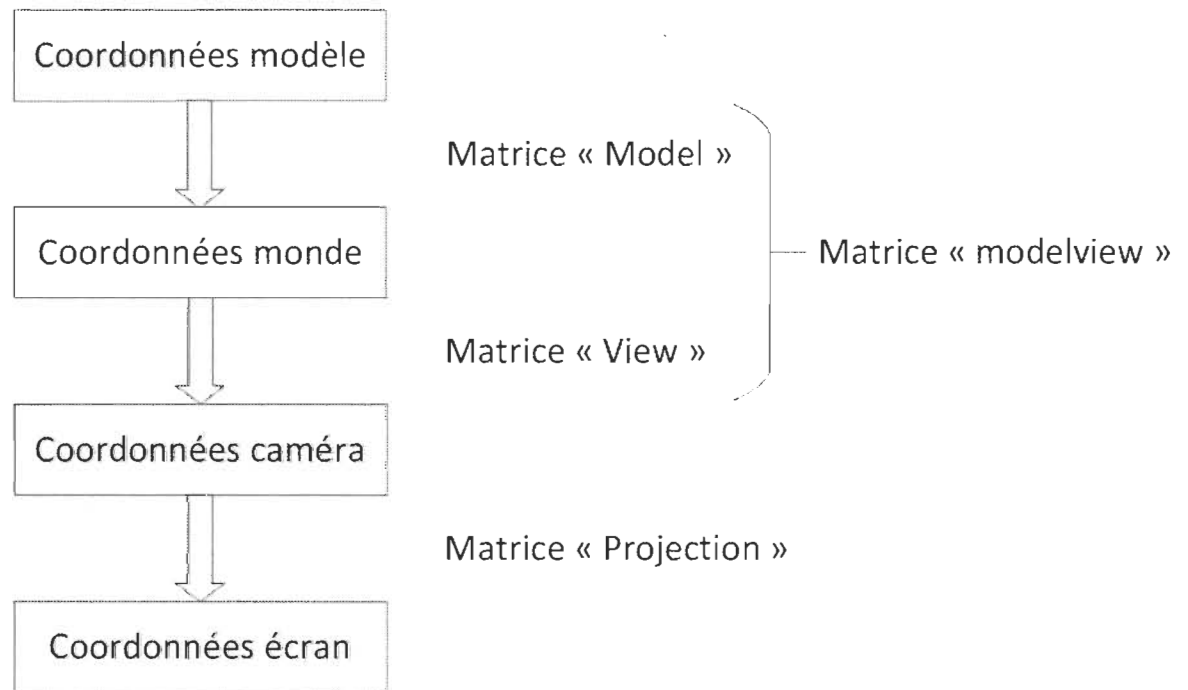 Coordonnées modèle
Matrice « Model »
Coordonnées monde
Matrice « modelview »
Matrice « View »
Coordonnées caméra
Matrice « Projection »
Coordonnées écran